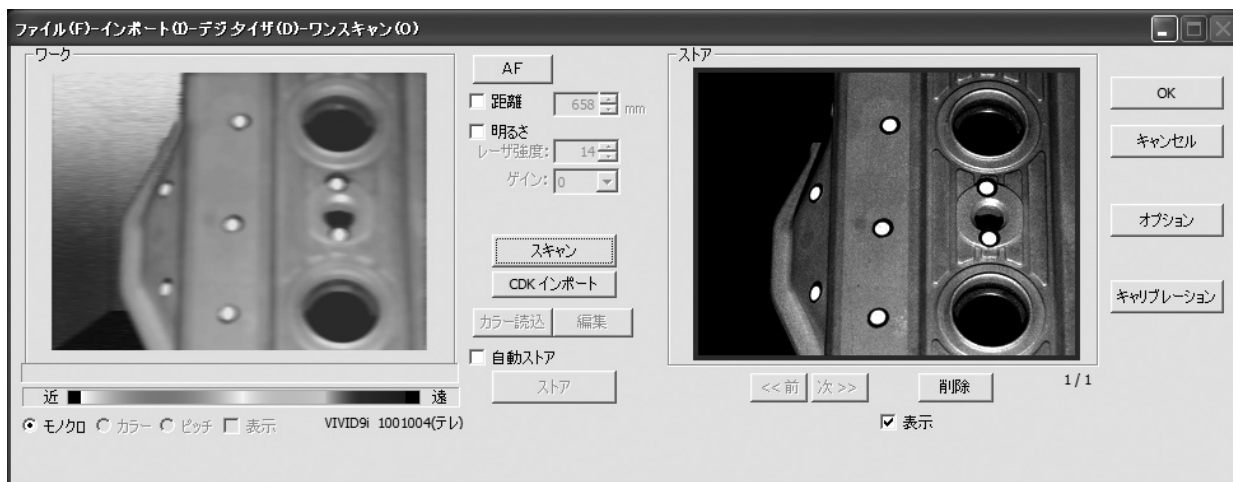 ファイル(F)-インポート(I)-デジタイザ(D)-ワンスキャン(O)
ワーク
AF
距離 658 mm
明るさ
レーザ強度: 14
ゲイン: 0
スキャン
CDK インポート
カラー読込 編集
自動ストア
ストア
近 遠
モノクロ カラー ピッチ 表示 VIVID9i 1001004(テレ)
ストア
<< 前 次 >> 削除 1 / 1
表示
OK
キャンセル
オプション
キャリブレーション